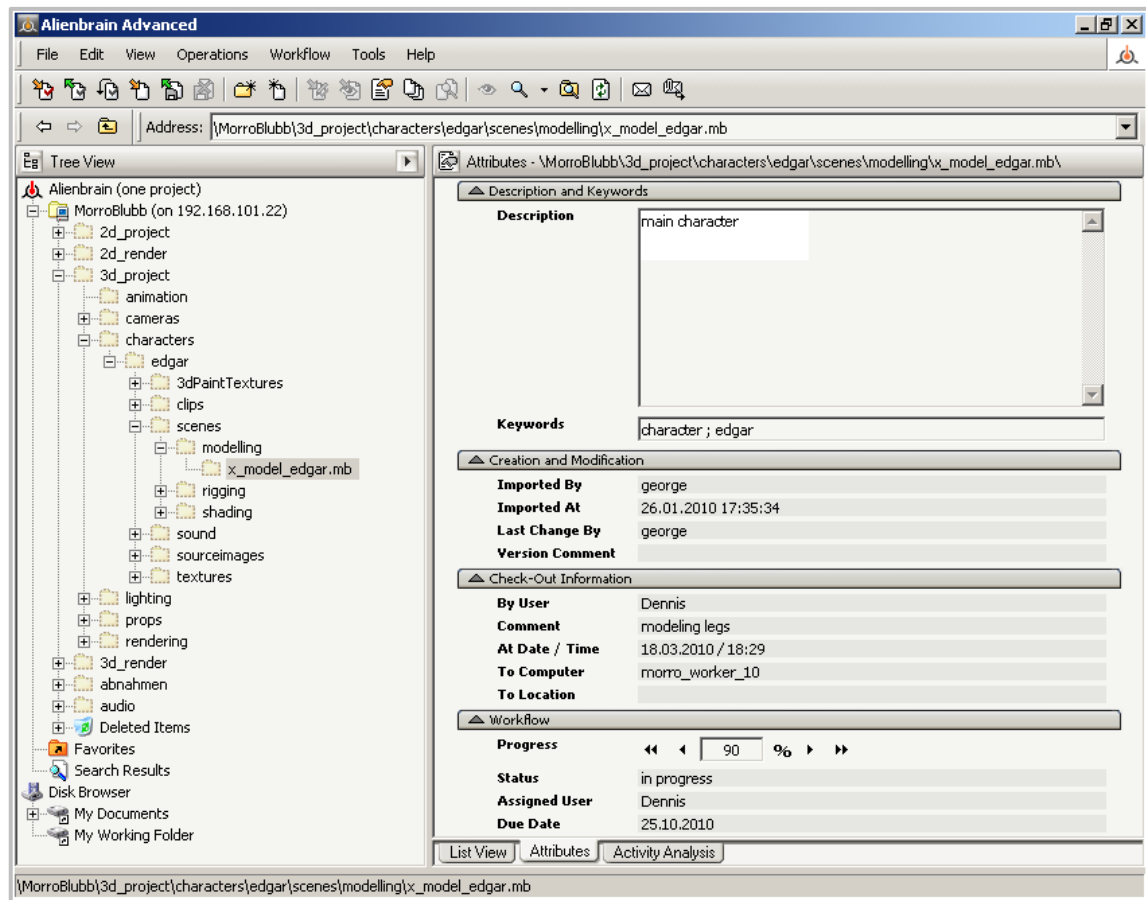 Alienbrain Advanced
File Edit View Operations Workflow Tools Help
Address: \MorroBlubb\3d_project\characters\edgar\scenes\modelling\x_model_edgar.mb
Tree View
Alienbrain (one project)
MorroBlubb (on 192.168.101.22)
2d_project
2d_render
3d_project
animation
cameras
characters
edgar
3dPaintTextures
clips
scenes
modelling
x_model_edgar.mb
rigging
shading
sound
sourceimages
textures
lighting
props
rendering
3d_render
abnahmen
audio
Deleted Items
Favorites
Search Results
Disk Browser
My Documents
My Working Folder
Attributes - \MorroBlubb\3d_project\characters\edgar\scenes\modelling\x_model_edgar.mb\
Description and Keywords
Description main character
Keywords character ; edgar
Creation and Modification
Imported By george
Imported At 26.01.2010 17:35:34
Last Change By george
Version Comment
Check-Out Information
By User Dennis
Comment modeling legs
At Date / Time 18.03.2010 / 18:29
To Computer morro_worker_10
To Location
Workflow
Progress 90 %
Status in progress
Assigned User Dennis
Due Date 25.10.2010
List View Attributes Activity Analysis
\MorroBlubb\3d_project\characters\edgar\scenes\modelling\x_model_edgar.mb